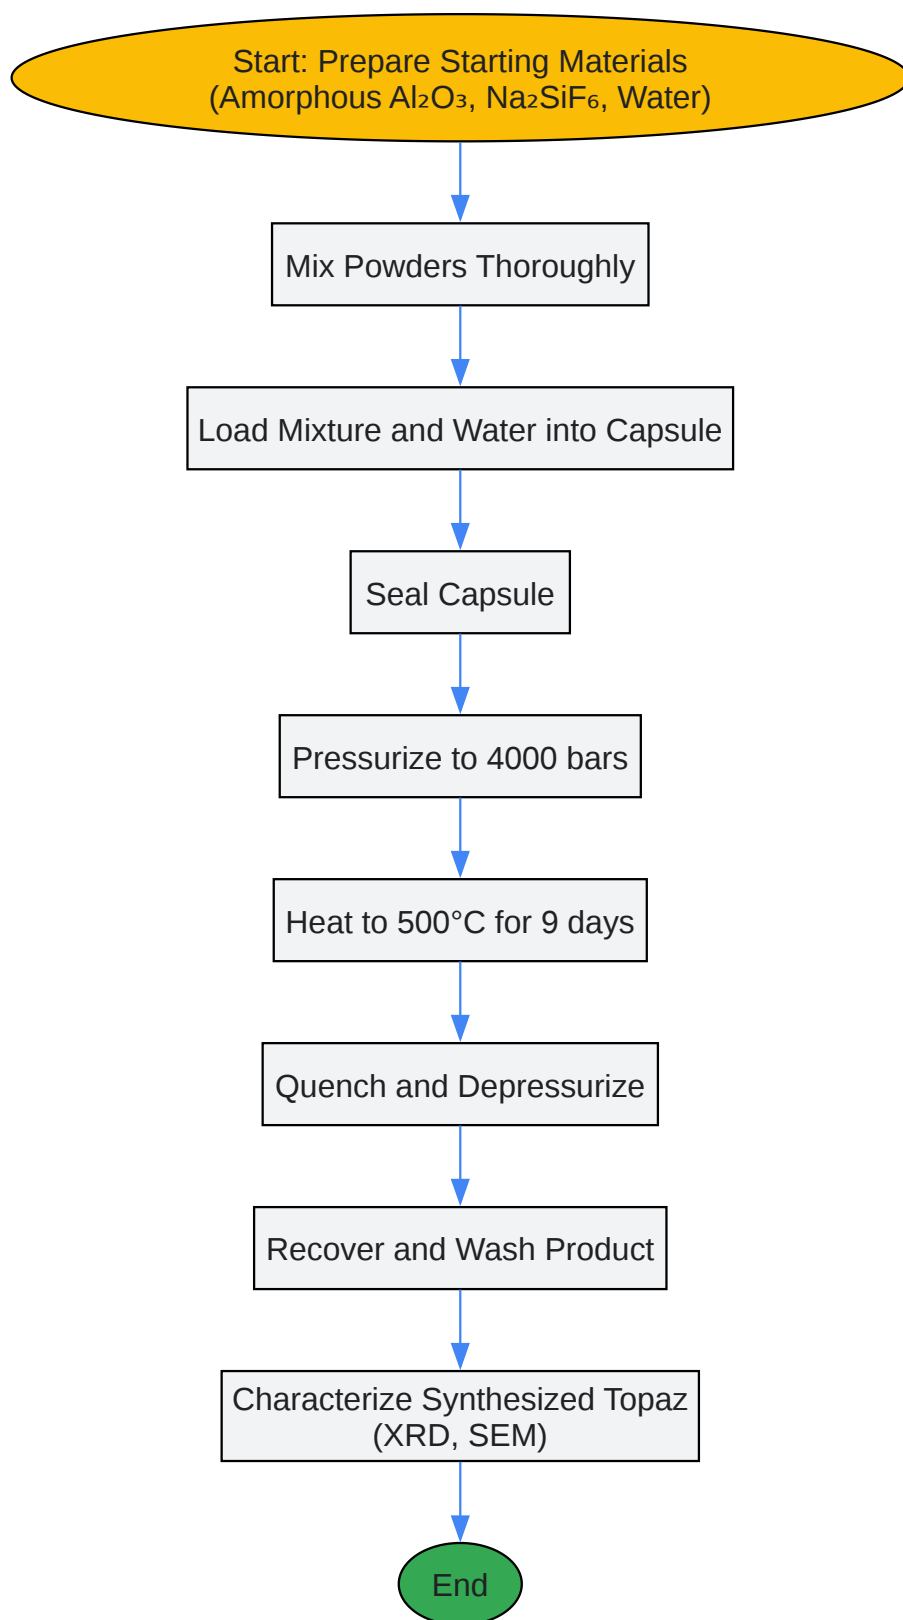 Start: Prepare Starting Materials
(Amorphous Al₂O₃, Na₂SiF₆, Water)
Mix Powders Thoroughly
Load Mixture and Water into Capsule
Seal Capsule
Pressurize to 4000 bars
Heat to 500°C for 9 days
Quench and Depressurize
Recover and Wash Product
Characterize Synthesized Topaz
(XRD, SEM)
End